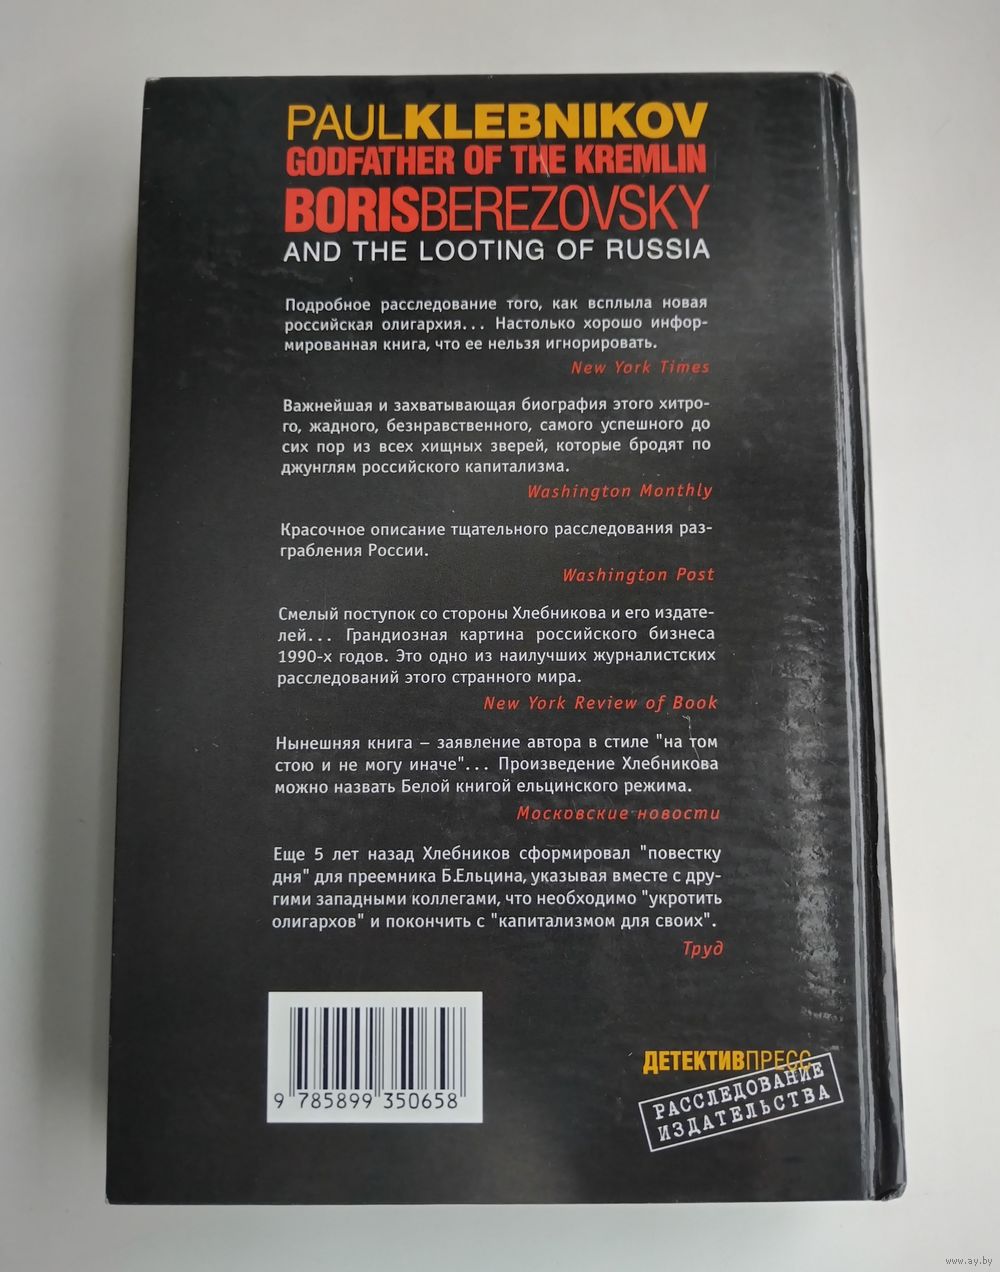 PAULKLEBNIKOV
GODFATHER OF THE KREMLIN
BORISBEREZOVSKY
AND THE LOOTING OF RUSSIA
Подробное расследование того, как всплыла новая
российская олигархия... Настолько хорошо инфор-
мированная книга, что ее нельзя игнорировать.
New York Times
Важнейшая и захватывающая биография этого хитро-
го, жадного, безнравственного, самого успешного до
сих пор из всех хищных зверей, которые бродят по
джунглям российского капитализма.
Washington Monthly
Красочное описание тщательного расследования раз-
грабления России.
Washington Post
Смелый поступок со стороны Хлебникова и его издате-
лей... Грандиозная картина российского бизнеса
1990-х годов. Это одно из наилучших журналистских
расследований этого странного мира.
New York Review of Book
Нынешняя книга – заявление автора в стиле "на том
стою и не могу иначе"... Произведение Хлебникова
можно назвать Белой книгой ельцинского режима.
Московские новости
Еще 5 лет назад Хлебников сформировал "повестку
дня" для преемника Б.Ельцина, указывая вместе с дру-
гими западными коллегами, что необходимо "укротить
олигархов" и покончить с "капитализмом для своих".
Труд
9 785899 350658
ДЕТЕКТИВПРЕСС
РАССЛЕДОВАНИЕ
ИЗДАТЕЛЬСТВА
www.ay.by